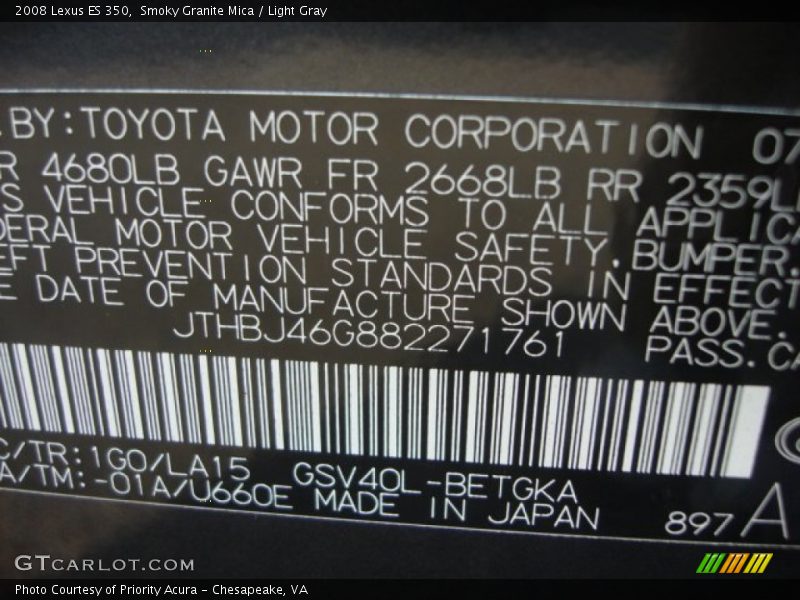 2008 Lexus ES 350, Smoky Granite Mica / Light Gray
BY: TOYOTA MOTOR CORPORATION 07
R 4680LB GAWR FR 2668LB RR 2359L
S VEHICLE CONFORMS TO ALL APPLIC
DERAL MOTOR VEHICLE SAFETY, BUMPER,
EFT PREVENTION STANDARDS IN EFFECT
E DATE OF MANUFACTURE SHOWN ABOVE.
JTHBJ46G882271761 PASS. CA
C/TR: 1G0/LA15 GSV40L-BETGKA
A/TM: -01A/U660E MADE IN JAPAN 897 A
GTCARLOT.COM
Photo Courtesy of Priority Acura - Chesapeake, VA